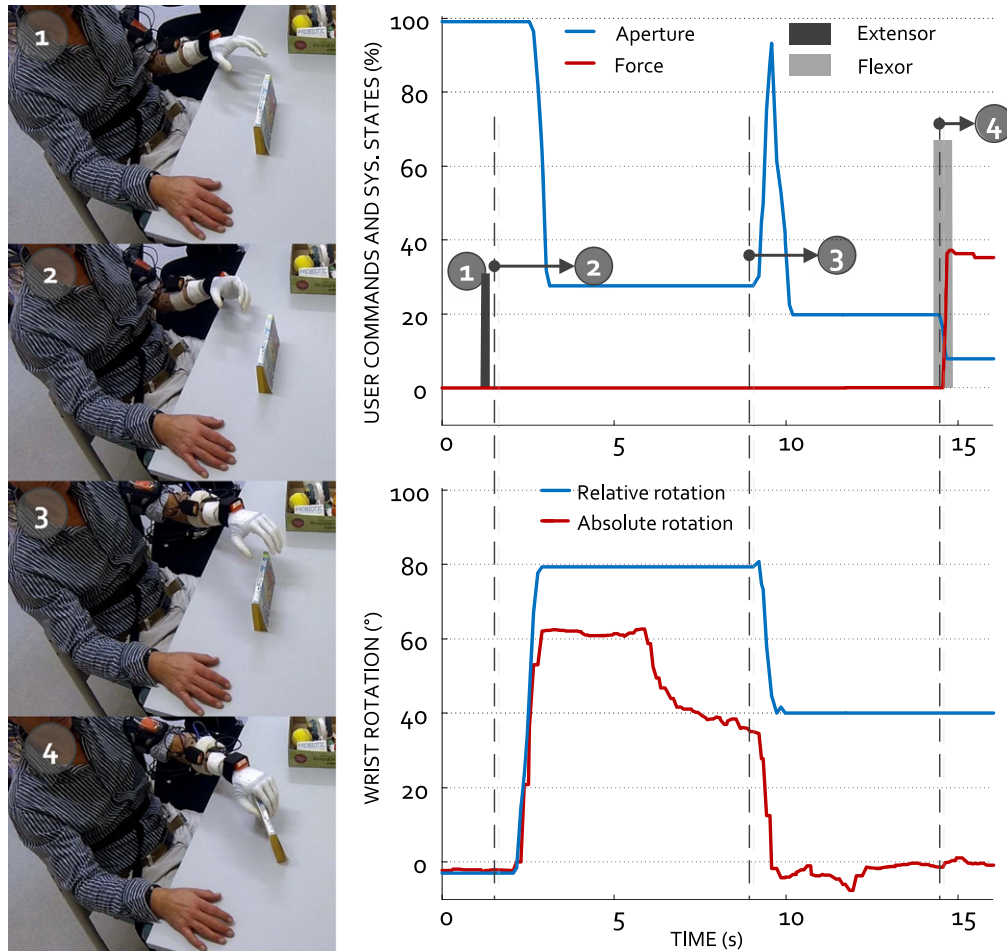 1
2
3
4
USER COMMANDS AND SYS. STATES (%)
100
80
60
40
20
0
Aperture
Force
Extensor
Flexor
1
2
3
4
0 5 10 15
WRIST ROTATION (°)
100
80
60
40
20
0
Relative rotation
Absolute rotation
0 5 10 15
TIME (s)
PROBIOTIC